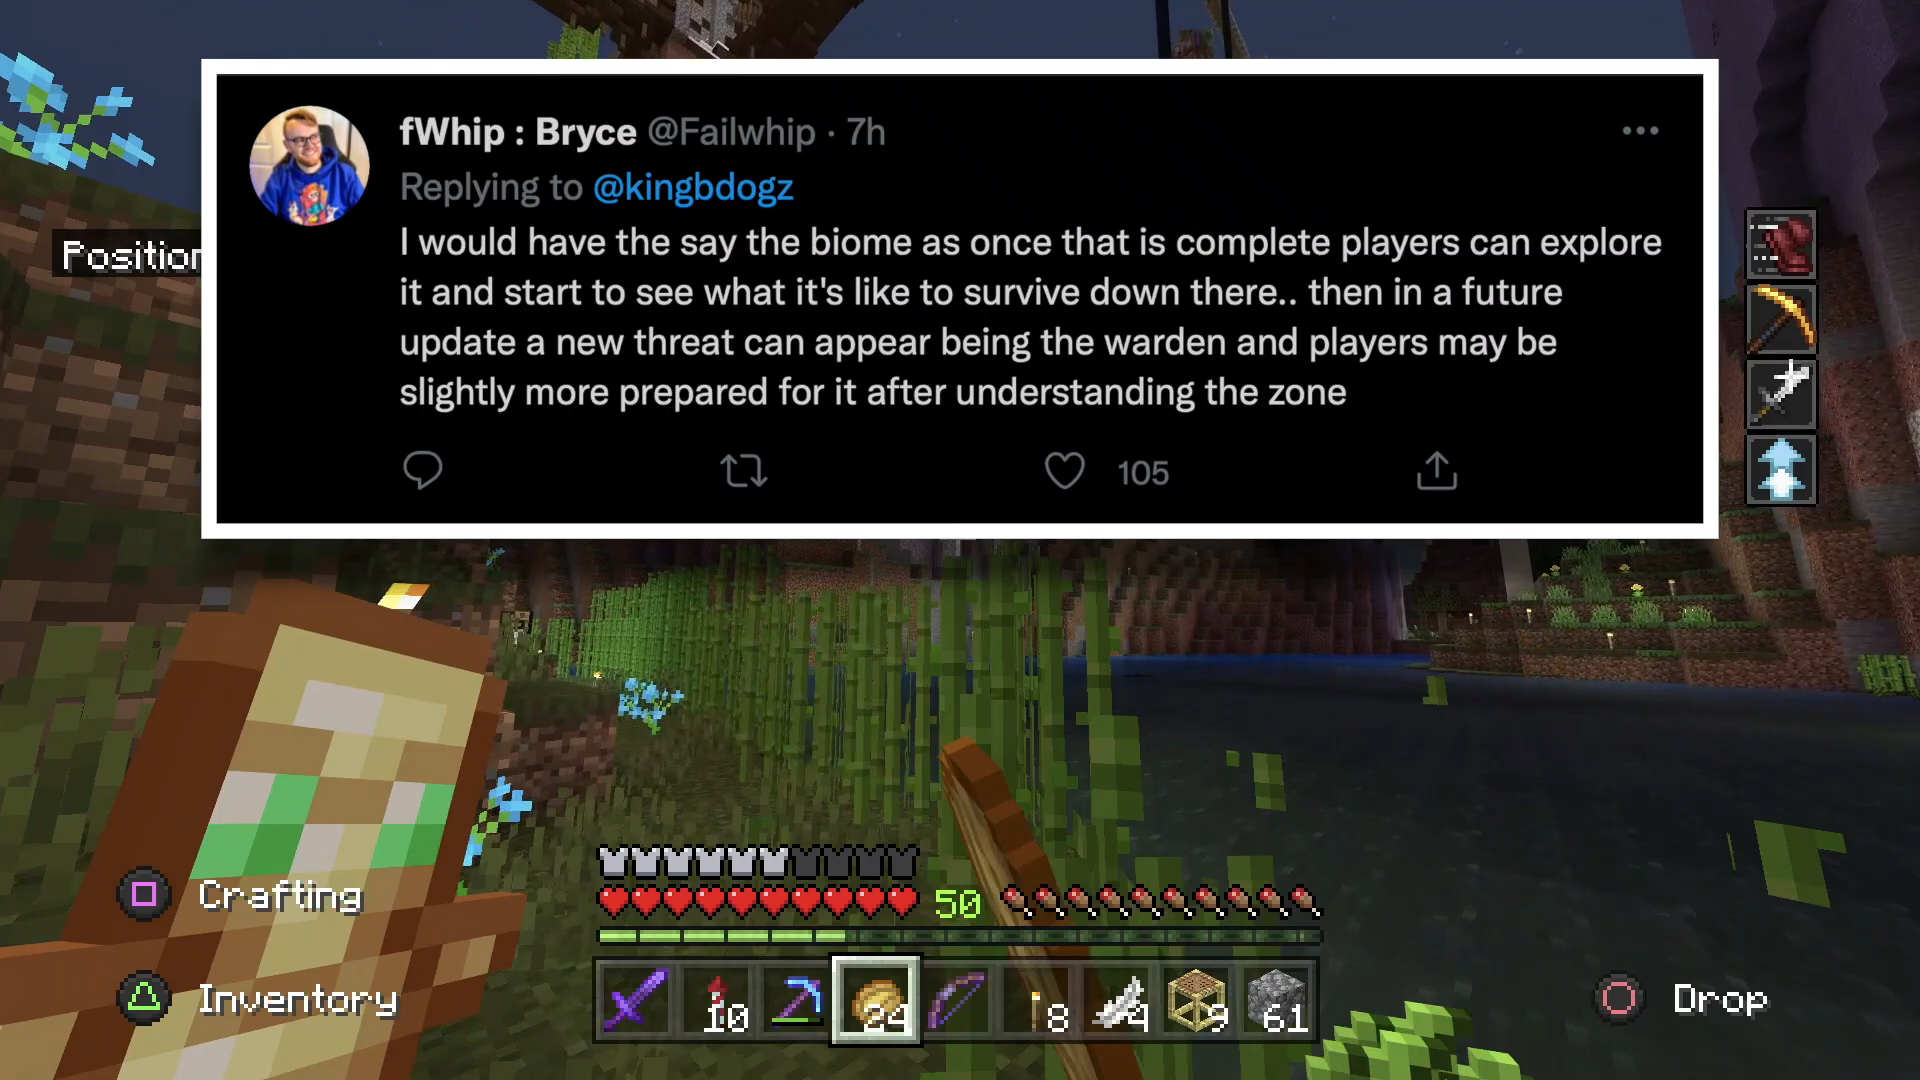 fWhip : Bryce @Failwhip · 7h
Replying to @kingbdogz
I would have the say the biome as once that is complete players can explore
it and start to see what it's like to survive down there.. then in a future
update a new threat can appear being the warden and players may be
slightly more prepared for it after understanding the zone
105
Position
Crafting
50
Inventory
10
24
8
4
9
61
Drop